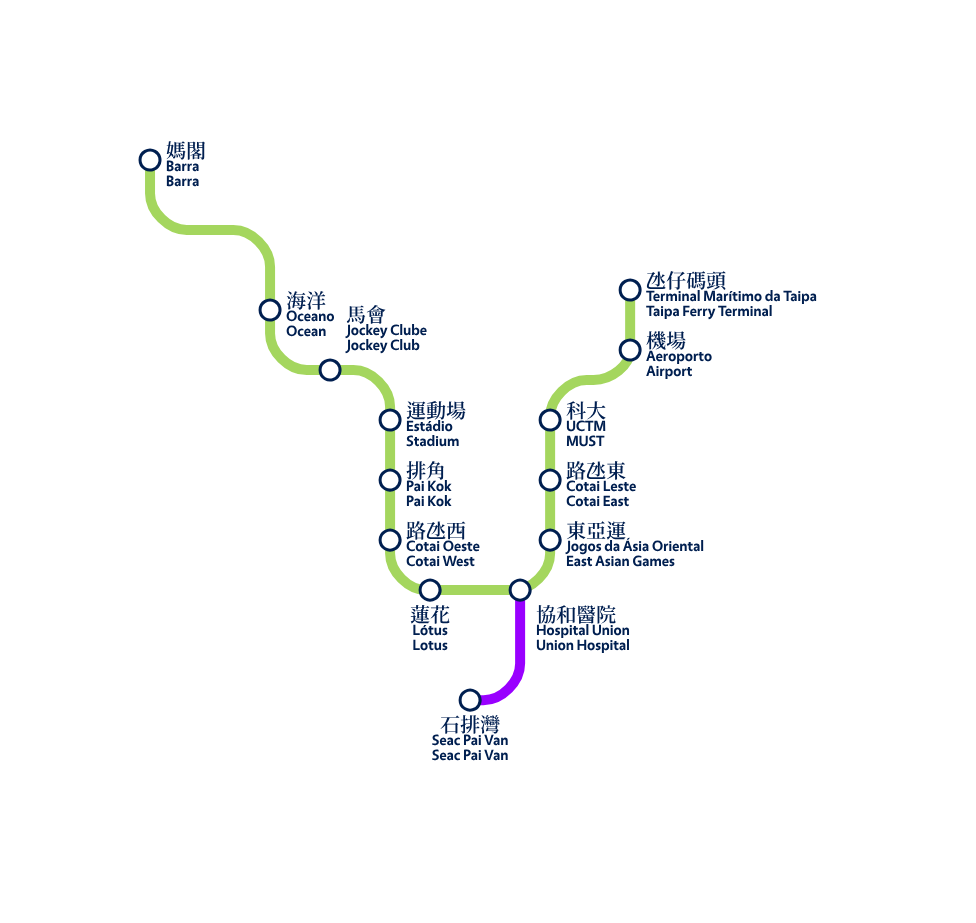 媽閣
Barra
Barra
海洋
Oceano
Ocean
馬會
Jockey Clube
Jockey Club
運動場
Estádio
Stadium
排角
Pai Kok
Pai Kok
路氹西
Cotai Oeste
Cotai West
蓮花
Lótus
Lotus
協和醫院
Hospital Union
Union Hospital
石排灣
Seac Pai Van
Seac Pai Van
東亞運
Jogos da Ásia Oriental
East Asian Games
路氹東
Cotai Leste
Cotai East
科大
UCTM
MUST
機場
Aeroporto
Airport
氹仔碼頭
Terminal Marítimo da Taipa
Taipa Ferry Terminal